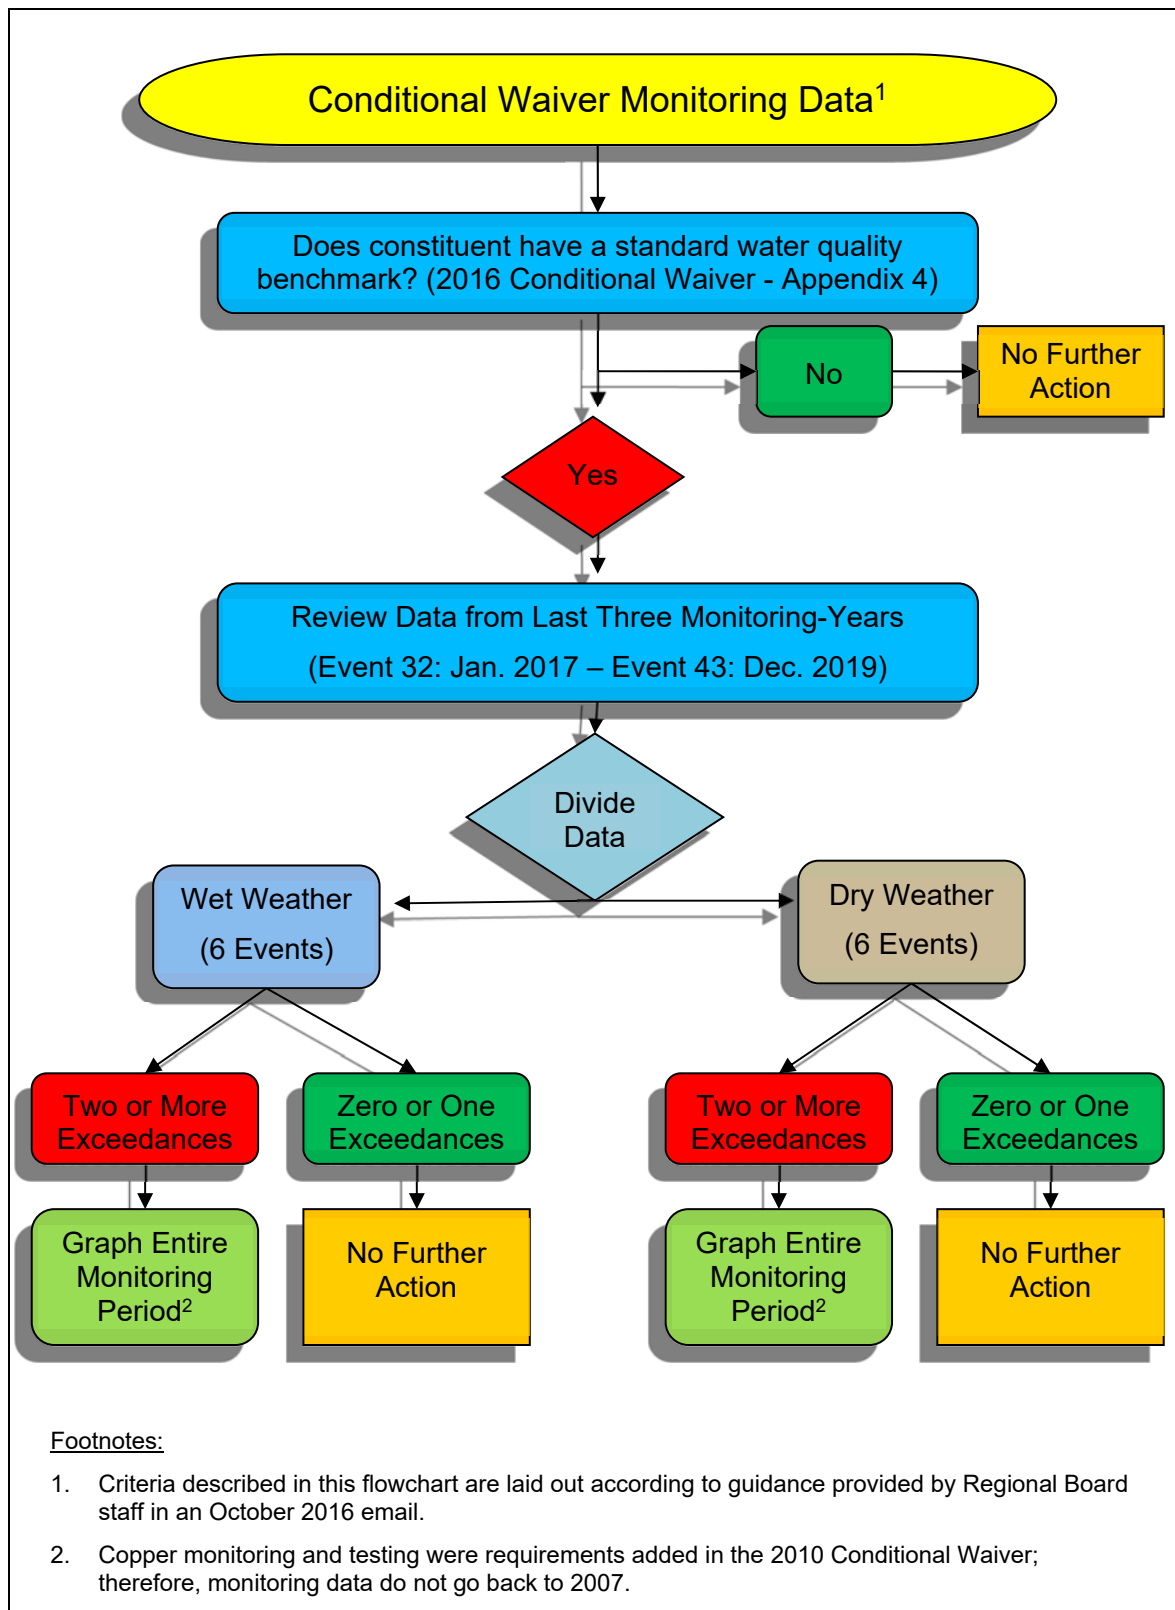 Conditional Waiver Monitoring Data¹
Does constituent have a standard water quality
benchmark? (2016 Conditional Waiver - Appendix 4)
No
No Further
Action
Yes
Review Data from Last Three Monitoring-Years
(Event 32: Jan. 2017 – Event 43: Dec. 2019)
Divide
Data
Wet Weather
(6 Events)
Dry Weather
(6 Events)
Two or More
Exceedances
Zero or One
Exceedances
Two or More
Exceedances
Zero or One
Exceedances
Graph Entire
Monitoring
Period²
No Further
Action
Graph Entire
Monitoring
Period²
No Further
Action
Footnotes:
1. Criteria described in this flowchart are laid out according to guidance provided by Regional Board
staff in an October 2016 email.
2. Copper monitoring and testing were requirements added in the 2010 Conditional Waiver;
therefore, monitoring data do not go back to 2007.